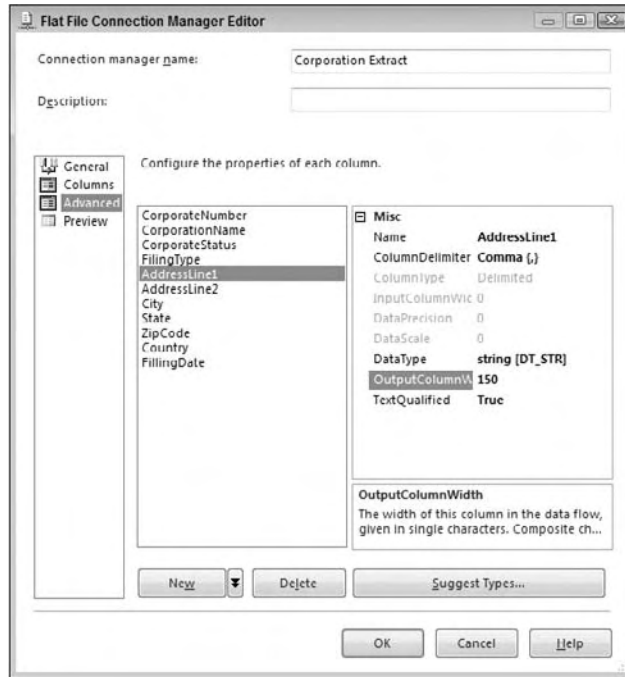 Flat File Connection Manager Editor
Connection manager name: Corporation Extract
Description:
General
Columns
Advanced
Preview
Configure the properties of each column.
CorporateNumber
CorporationName
CorporateStatus
FilingType
AddressLine1
AddressLine2
City
State
ZipCode
Country
FillingDate
Misc
Name AddressLine1
ColumnDelimiter Comma {,}
ColumnType Delimited
InputColumnWic 0
DataPrecision 0
DataScale 0
DataType string [DT_STR]
OutputColumnW 150
TextQualified True
OutputColumnWidth
The width of this column in the data flow,
given in single characters. Composite ch...
New Delete Suggest Types...
OK Cancel Help